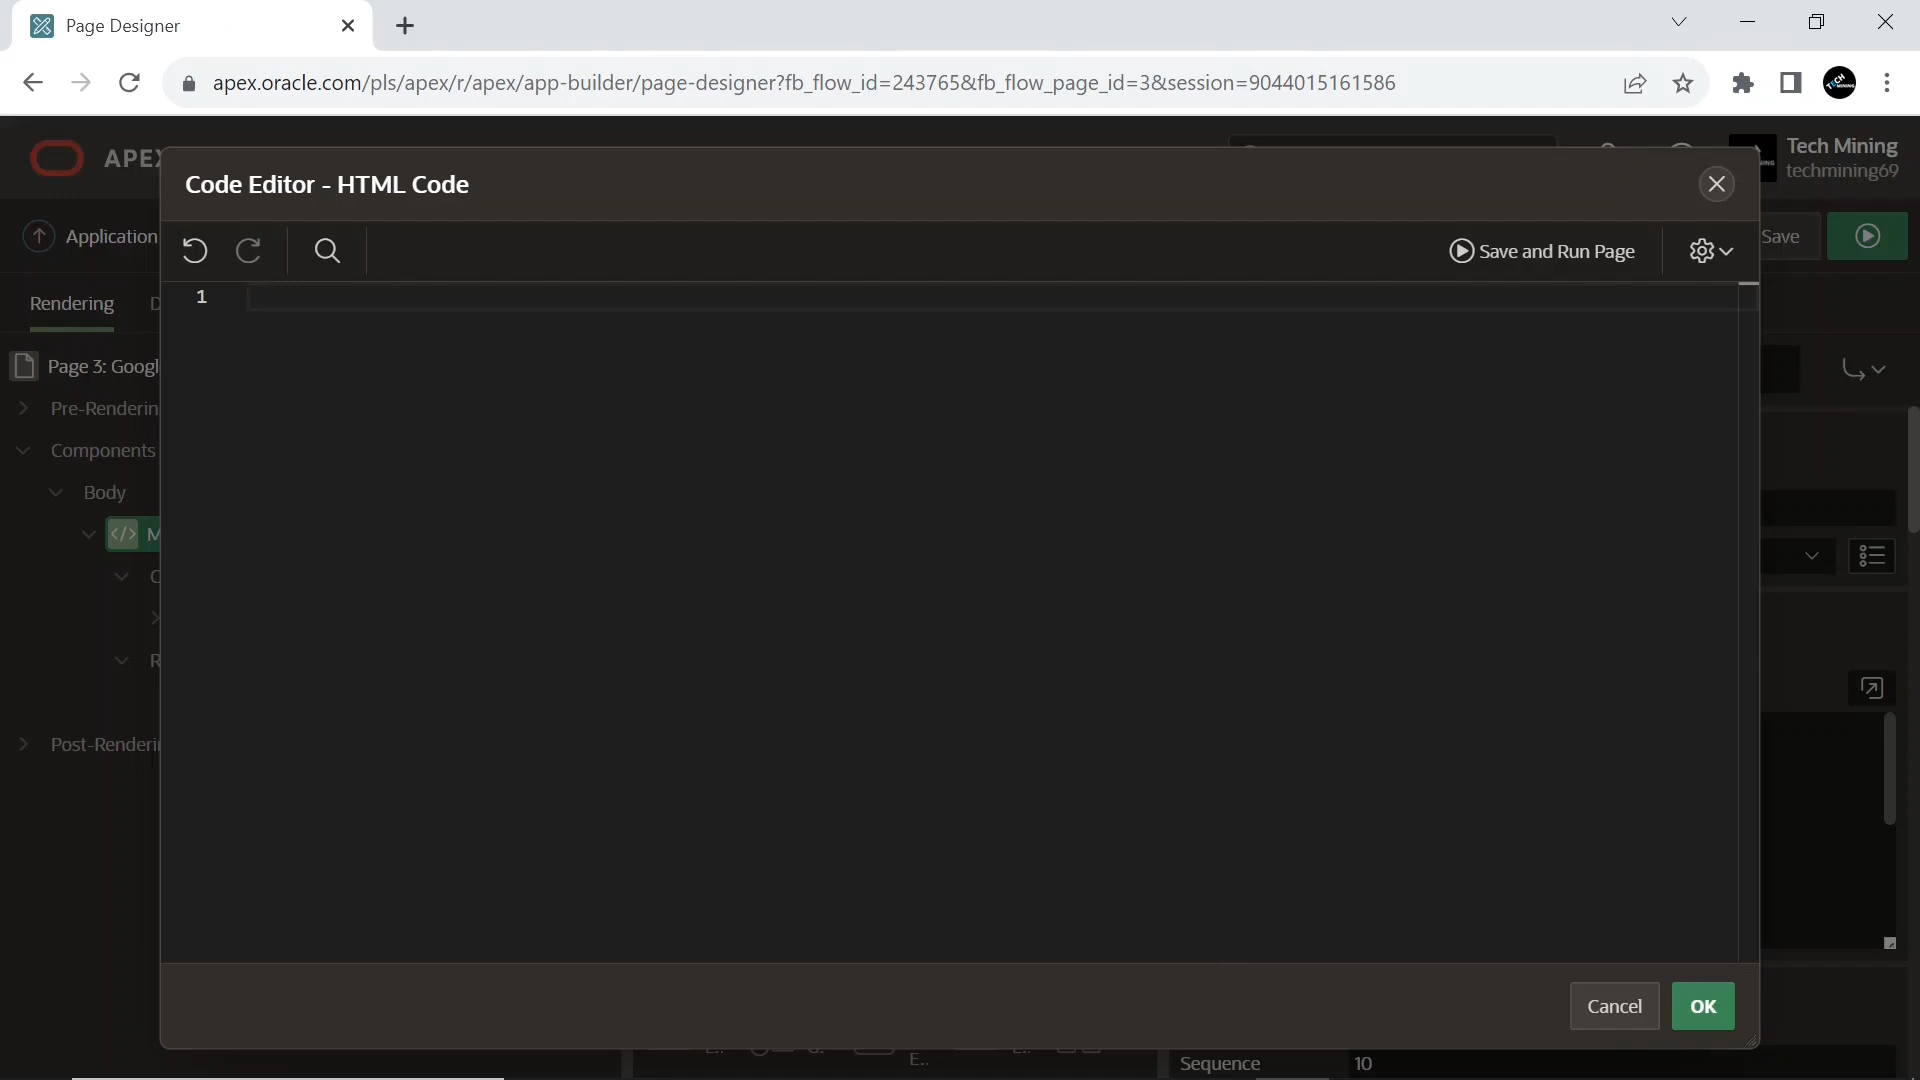 Page Designer
apex.oracle.com/pls/apex/r/apex/app-builder/page-designer?fb_flow_id=243765&fb_flow_page_id=3&session=9044015161586
APEX
Tech Mining
techmining69
Code Editor - HTML Code
Application
Save and Run Page
Save
Rendering
1
Page 3: Googl
Pre-Renderin
Components
Body
Post-Renderi
Cancel
OK
Sequence
10